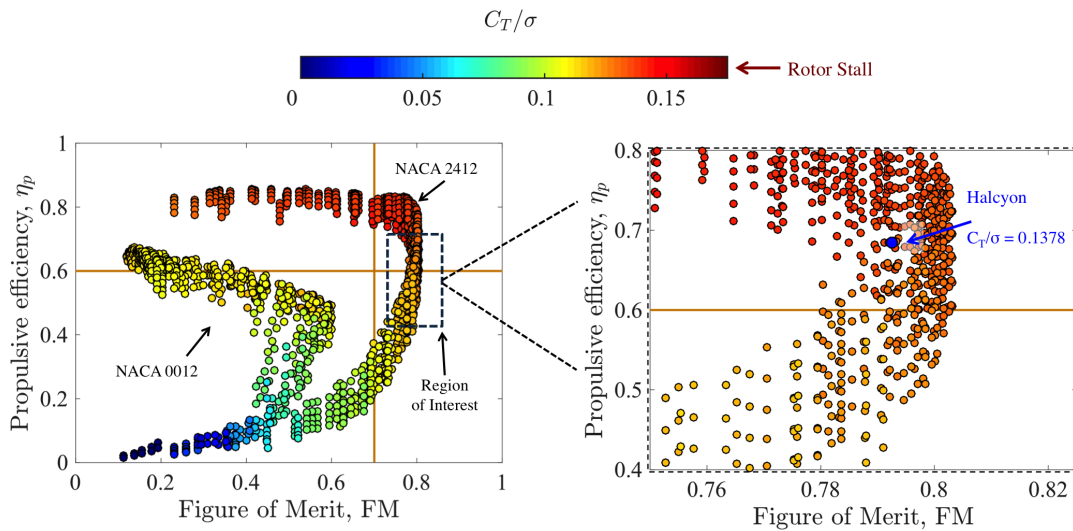 C_T/σ
Rotor Stall
0 0.05 0.1 0.15
Propulsive efficiency, η_p
1
0.8
0.6
0.4
0.2
0
NACA 2412
NACA 0012
Region
of Interest
0 0.2 0.4 0.6 0.8 1
Figure of Merit, FM
Propulsive efficiency, η_p
0.8
0.7
0.6
0.5
0.4
Halcyon
C_T/σ = 0.1378
0.76 0.78 0.8 0.82
Figure of Merit, FM